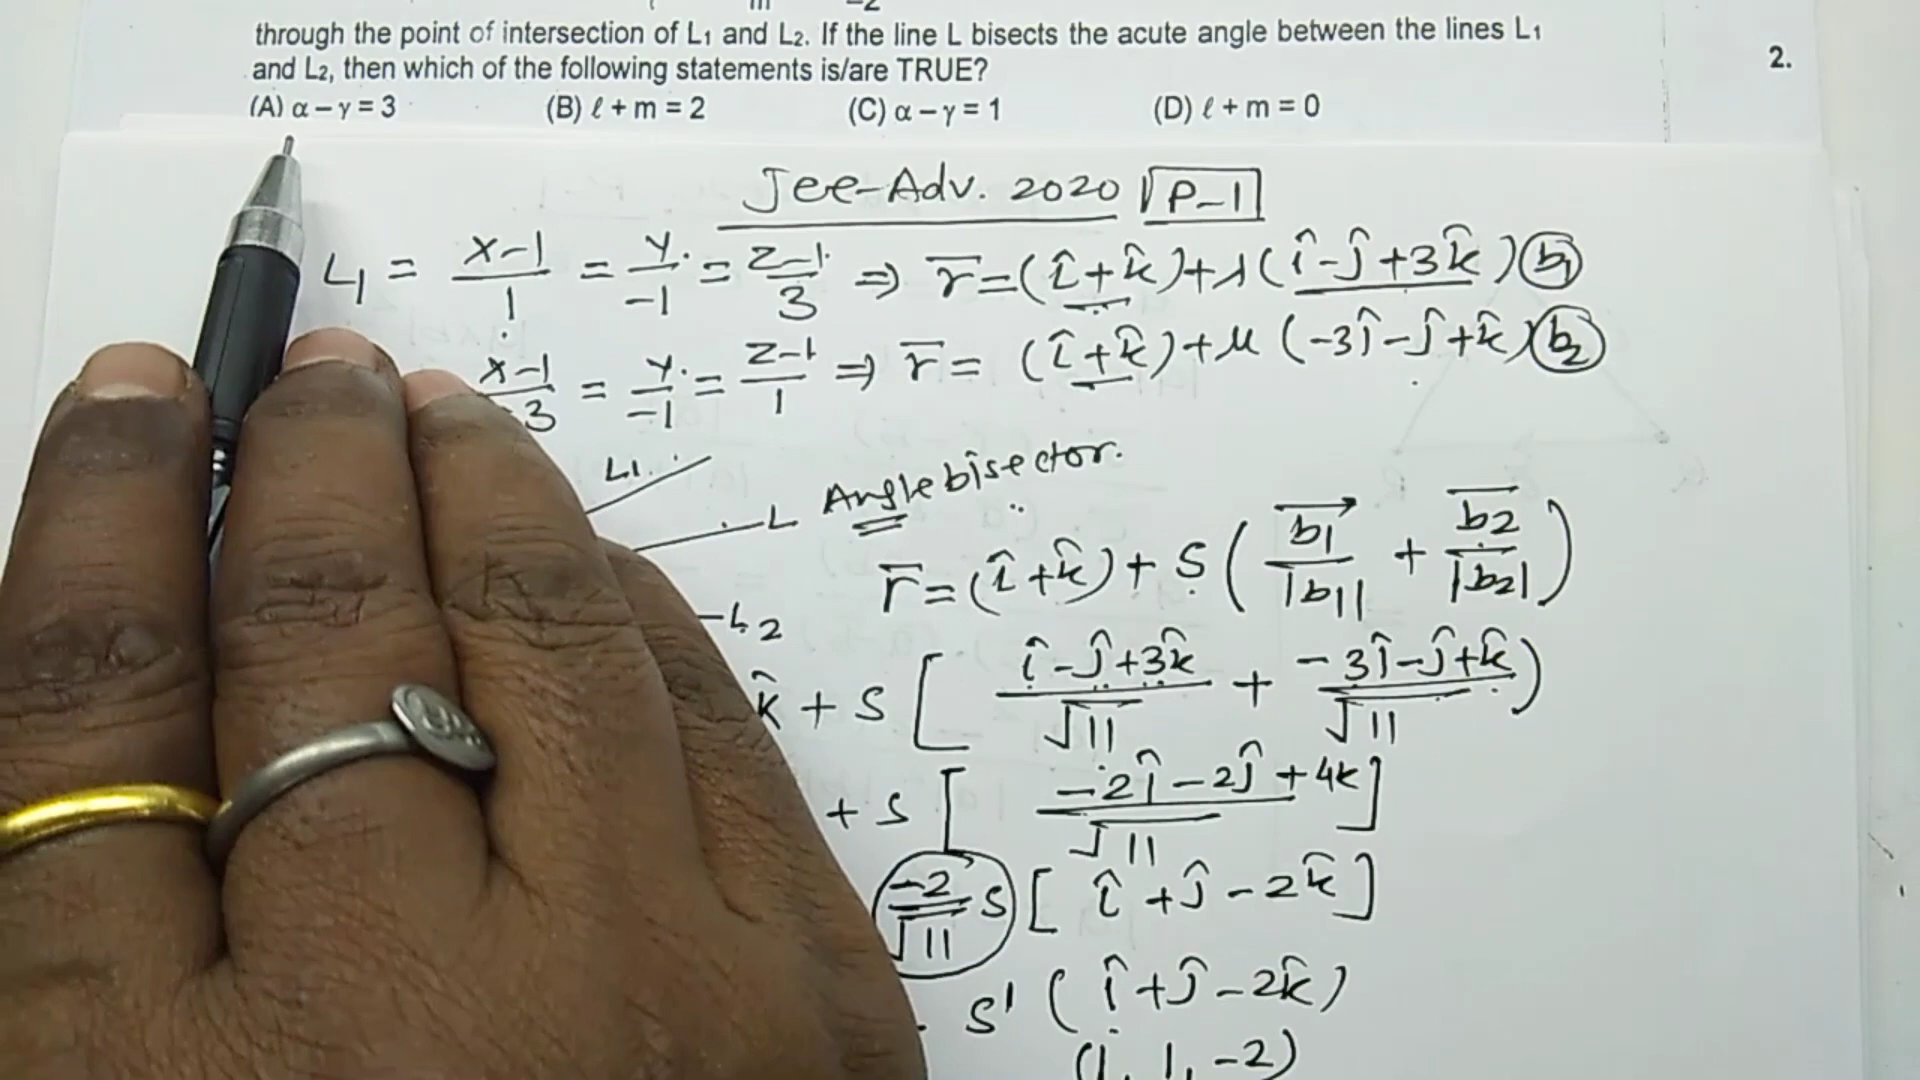 through the point of intersection of L₁ and L₂. If the line L bisects the acute angle between the lines L₁
and L₂, then which of the following statements is/are TRUE?
2.
(A) α – γ = 3 (B) ℓ + m = 2 (C) α – γ = 1 (D) ℓ + m = 0
Jee-Adv. 2020 P-1
L1 = x-1/1 = y/-1 = z-1/3 ⇒ r̄ = (î+k̂)+λ(î-ĵ+3k̂) b1
x-1/-3 = y/-1 = z-1/1 ⇒ r̄ = (î+k̂)+μ(-3î-ĵ+k̂) b2
L1
L Angle bisector.
r̄ = (î+k̂)+S(b1/|b1| + b2/|b2|)
L2
k̂ + S [ î-ĵ+3k̂/√11 + -3î-ĵ+k̂/√11 )
+ S [ -2î-2ĵ+4k/√11 ]
-2/√11 S [ î+ĵ-2k̂ ]
S' ( î+ĵ-2k̂ )
(1, 1, -2)